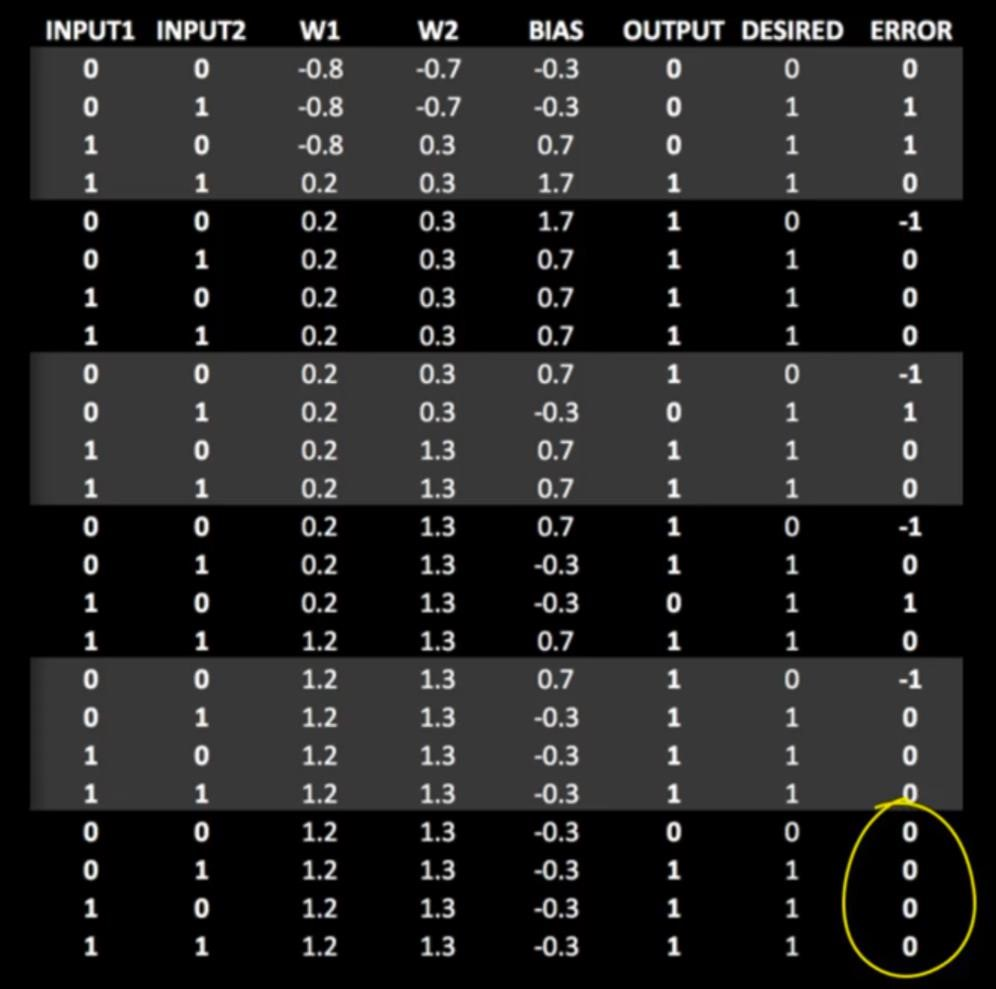 INPUT1 INPUT2 W1 W2 BIAS OUTPUT DESIRED ERROR
0 0 -0.8 -0.7 -0.3 0 0 0
0 1 -0.8 -0.7 -0.3 0 1 1
1 0 -0.8 0.3 0.7 0 1 1
1 1 0.2 0.3 1.7 1 1 0
0 0 0.2 0.3 1.7 1 0 -1
0 1 0.2 0.3 0.7 1 1 0
1 0 0.2 0.3 0.7 1 1 0
1 1 0.2 0.3 0.7 1 1 0
0 0 0.2 0.3 0.7 1 0 -1
0 1 0.2 0.3 -0.3 0 1 1
1 0 0.2 1.3 0.7 1 1 0
1 1 0.2 1.3 0.7 1 1 0
0 0 0.2 1.3 0.7 1 0 -1
0 1 0.2 1.3 -0.3 1 1 0
1 0 0.2 1.3 -0.3 0 1 1
1 1 1.2 1.3 0.7 1 1 0
0 0 1.2 1.3 0.7 1 0 -1
0 1 1.2 1.3 -0.3 1 1 0
1 0 1.2 1.3 -0.3 1 1 0
1 1 1.2 1.3 -0.3 1 1 0
0 0 1.2 1.3 -0.3 0 0 0
0 1 1.2 1.3 -0.3 1 1 0
1 0 1.2 1.3 -0.3 1 1 0
1 1 1.2 1.3 -0.3 1 1 0